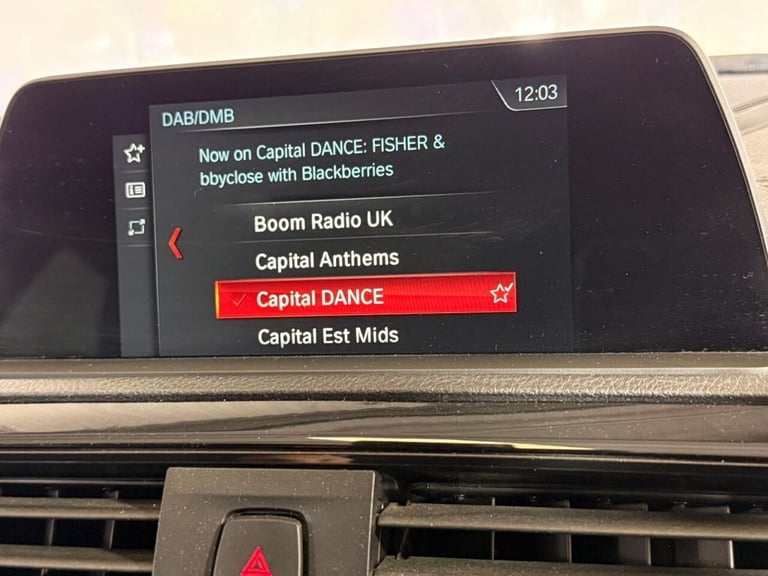 12:03
DAB/DMB
Now on Capital DANCE: FISHER &
bbyclose with Blackberries
Boom Radio UK
Capital Anthems
Capital DANCE
Capital Est Mids